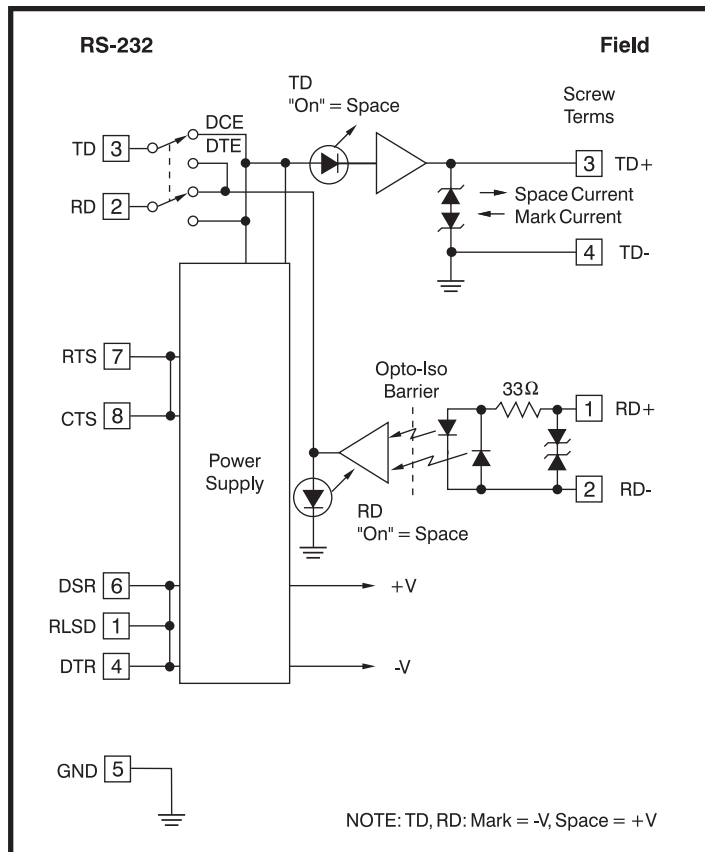 RS-232
Field
TD
"On" = Space
Screw
Terms
DCE
DTE
TD 3
RD 2
3 TD+
Space Current
Mark Current
4 TD-
RTS 7
CTS 8
Opto-Iso
Barrier
33Ω
1 RD+
2 RD-
Power
Supply
RD
"On" = Space
DSR 6
RLSD 1
DTR 4
+V
-V
GND 5
NOTE: TD, RD: Mark = -V, Space = +V